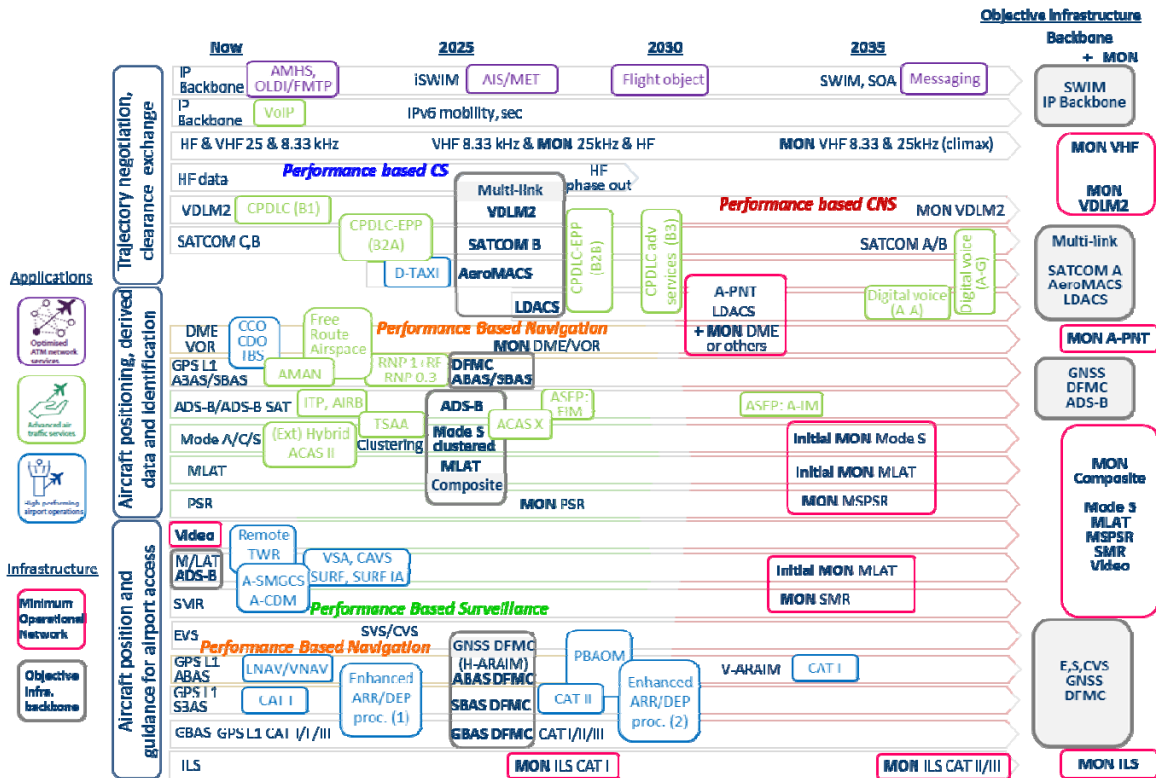 Objective Infrastructure
Backbone
+ MON
Now
2025
2030
2035
Trajectory negotiation,
clearance exchange
IP
Backbone
AMHS,
OLDI/FMTP
iSWIM
AIS/MET
Flight object
SWIM, SOA
Messaging
SWIM
IP Backbone
IP
Backbone
VoIP
IPv6 mobility, sec
HF & VHF 25 & 8.33 kHz
VHF 8.33 kHz & MON 25kHz & HF
MON VHF 8.33 & 25kHz (climax)
MON VHF
MON
VDLM2
HF data
Performance based CS
HF
phase out
Multi-link
VDLM2
SATCOM B
AeroMACS
LDACS
VDLM2
CPDLC (B1)
Performance based CNS
MON VDLM2
SATCOM C,B
CPDLC-EPP
(B2A)
CPDLC-EPP
(B2B)
CPDLC adv
services (B3)
SATCOM A/B
Digital voice
(A-G)
D-TAXI
Digital voice
(A-A)
Multi-link
SATCOM A
AeroMACS
LDACS
A-PNT
LDACS
+ MON DME
or others
Applications
Optimised
ATM network
services
Advanced air
traffic services
High performing
airport operations
Infrastructure
Minimum
Operational
Network
Objective
Infra.
backbone
Aircraft positioning, derived
data and identification
DME
VOR
CCO
CDO
TBS
Free
Route
Airspace
Performance Based Navigation
MON DME/VOR
MON A-PNT
GPS L1
ABAS/SBAS
AMAN
RNP 1+RF
RNP 0.3
DFMC
ABAS/SBAS
GNSS
DFMC
ADS-B
ADS-B/ADS-B SAT
ITP, AIRB
TSAA
ADS-B
Mode S
clustered
MLAT
Composite
ASEP:
FIM
ASEP: A-IM
ACAS X
Mode A/C/S
(Ext) Hybrid
ACAS II
Clustering
Initial MON Mode S
Initial MON MLAT
MON MSPSR
MLAT
PSR
MON PSR
MON
Composite
Mode S
MLAT
MSPSR
SMR
Video
Aircraft position and
guidance for airport access
Video
Remote
TWR
M/LAT
ADS-B
VSA, CAVS
SURF, SURF IA
A-SMGCS
A-CDM
Initial MON MLAT
MON SMR
SMR
Performance Based Surveillance
EVS
SVS/CVS
Performance Based Navigation
GNSS DFMC
(H-ARAIM)
ABAS DFMC
SBAS DFMC
GBAS DFMC
GPS L1
ABAS
LNAV/VNAV
Enhanced
ARR/DEP
proc. (1)
PBAOM
Enhanced
ARR/DEP
proc. (2)
V-ARAIM
CAT I
E,S,CVS
GNSS
DFMC
GPS L1
SBAS
CAT I
CAT II
GBAS GPS L1 CAT I/I/III
CAT I/II/III
ILS
MON ILS CAT I
MON ILS CAT II/III
MON ILS